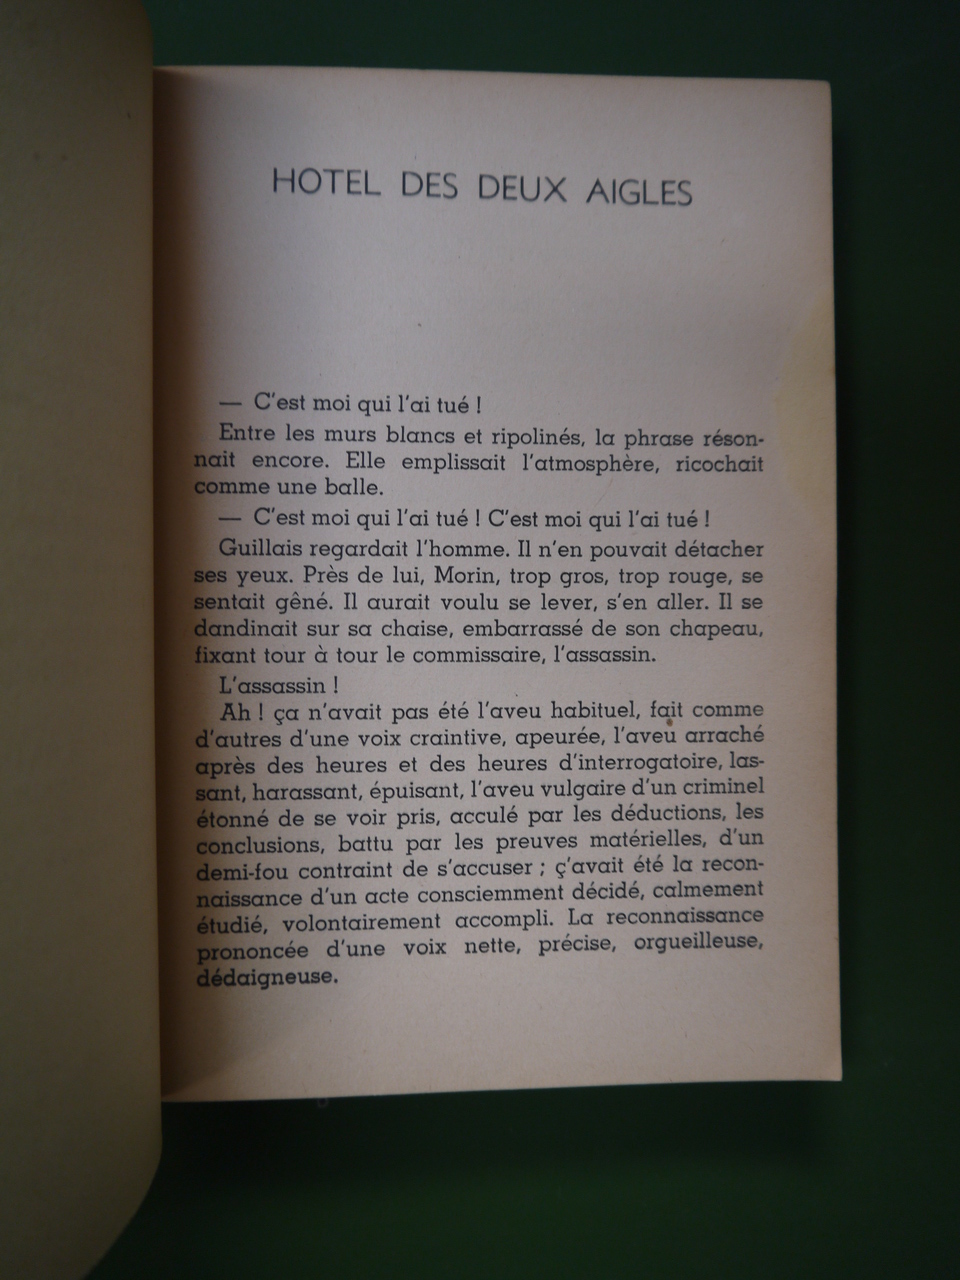 HOTEL DES DEUX AIGLES
— C'est moi qui l'ai tué !
Entre les murs blancs et ripolinés, la phrase réson-
nait encore. Elle emplissait l'atmosphère, ricochait
comme une balle.
— C'est moi qui l'ai tué ! C'est moi qui l'ai tué !
Guillais regardait l'homme. Il n'en pouvait détacher
ses yeux. Près de lui, Morin, trop gros, trop rouge, se
sentait gêné. Il aurait voulu se lever, s'en aller. Il se
dandinait sur sa chaise, embarrassé de son chapeau,
fixant tour à tour le commissaire, l'assassin.
L'assassin !
Ah ! ça n'avait pas été l'aveu habituel, fait comme
d'autres d'une voix craintive, apeurée, l'aveu arraché
après des heures et des heures d'interrogatoire, las-
sant, harassant, épuisant, l'aveu vulgaire d'un criminel
étonné de se voir pris, acculé par les déductions, les
conclusions, battu par les preuves matérielles, d'un
demi-fou contraint de s'accuser ; ç'avait été la recon-
naissance d'un acte consciemment décidé, calmement
étudié, volontairement accompli. La reconnaissance
prononcée d'une voix nette, précise, orgueilleuse,
dédaigneuse.